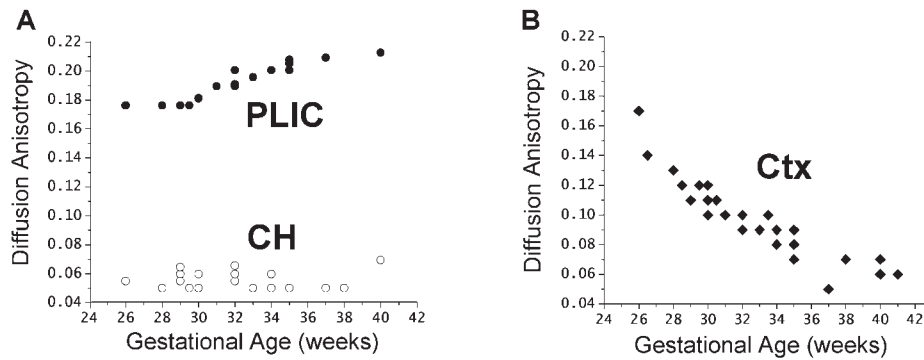 A
Diffusion Anisotropy
0.22
0.20
0.18
0.16
0.14
0.12
0.10
0.08
0.06
0.04
PLIC
CH
24 26 28 30 32 34 36 38 40 42
Gestational Age (weeks)
B
Diffusion Anisotropy
0.22
0.20
0.18
0.16
0.14
0.12
0.10
0.08
0.06
0.04
Ctx
24 26 28 30 32 34 36 38 40 42
Gestational Age (weeks)